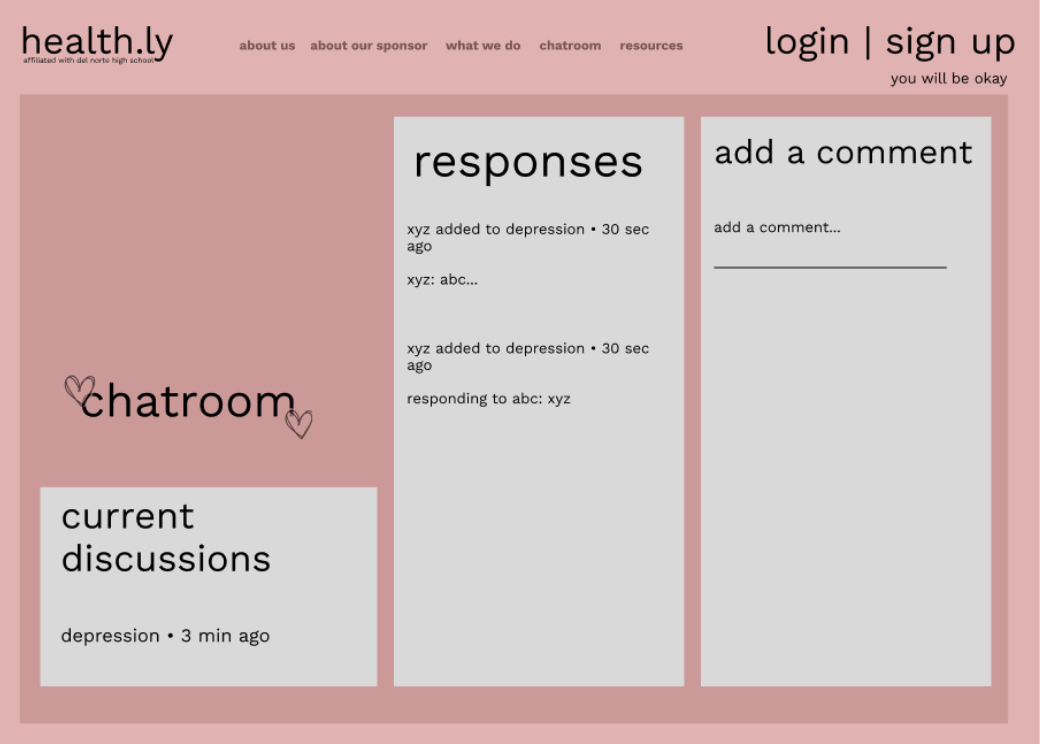 health.ly
affiliated with del norte high school
about us about our sponsor what we do chatroom resources
login | sign up
you will be okay
chatroom
current
discussions
depression • 3 min ago
responses
xyz added to depression • 30 sec
ago
xyz: abc...
xyz added to depression • 30 sec
ago
responding to abc: xyz
add a comment
add a comment...